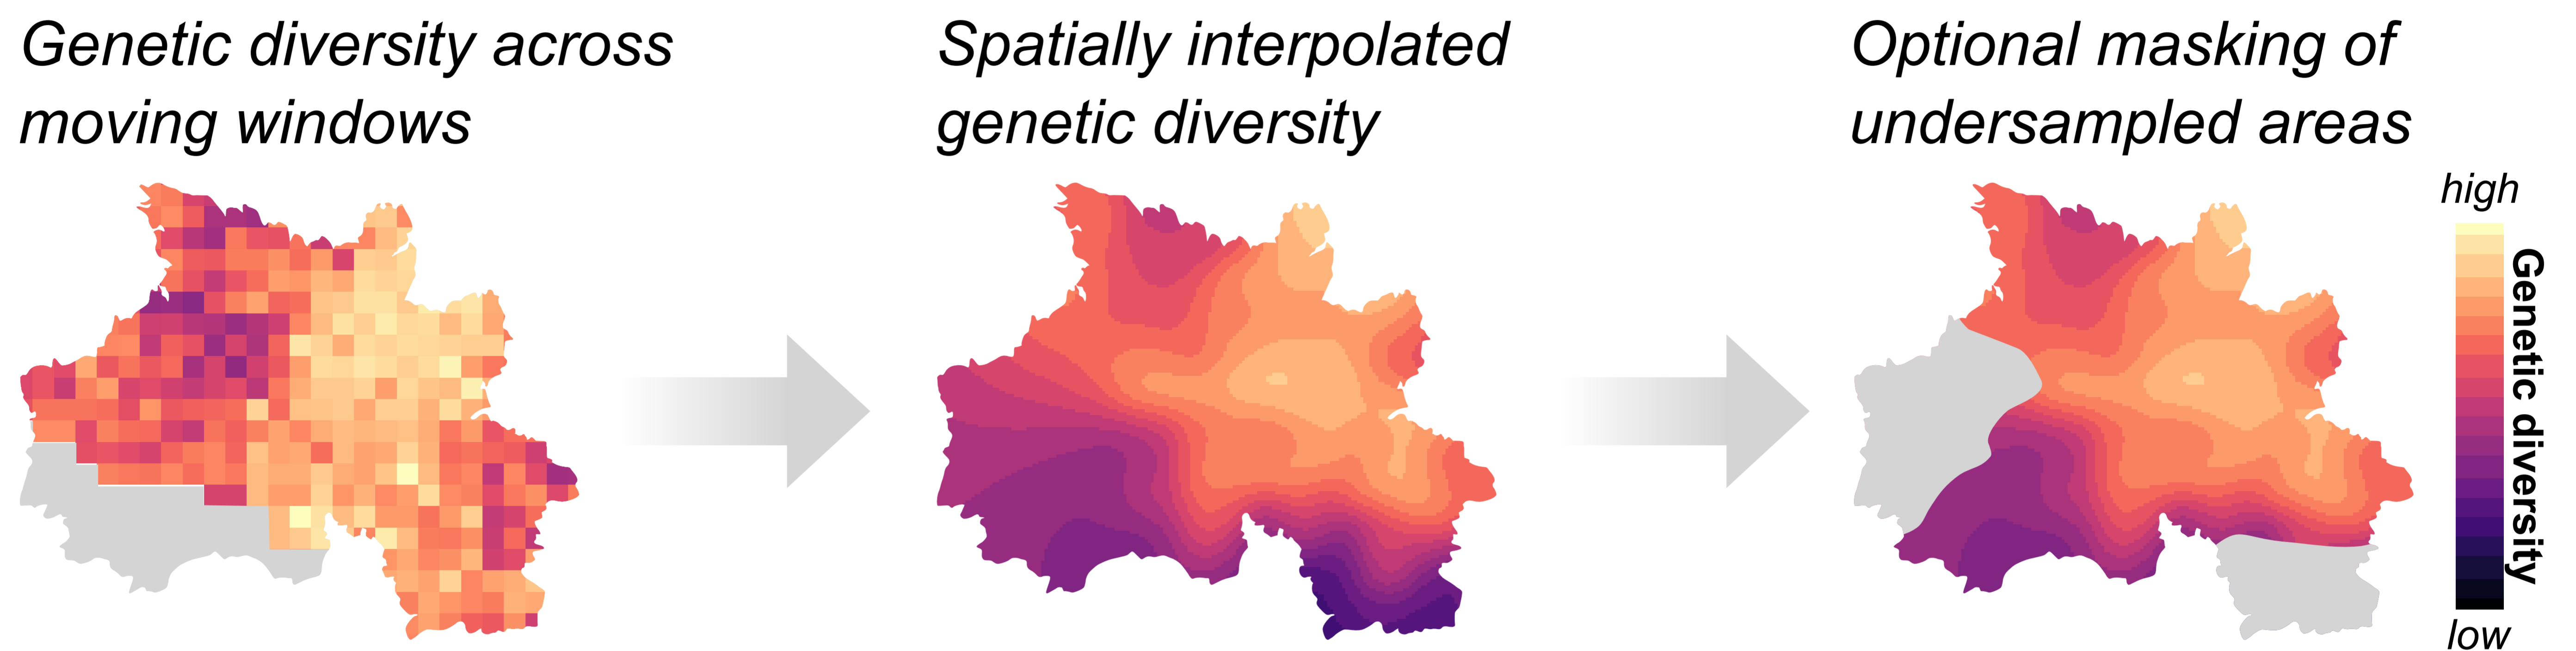 Genetic diversity across
moving windows
Spatially interpolated
genetic diversity
Optional masking of
undersampled areas
high
Genetic diversity
low